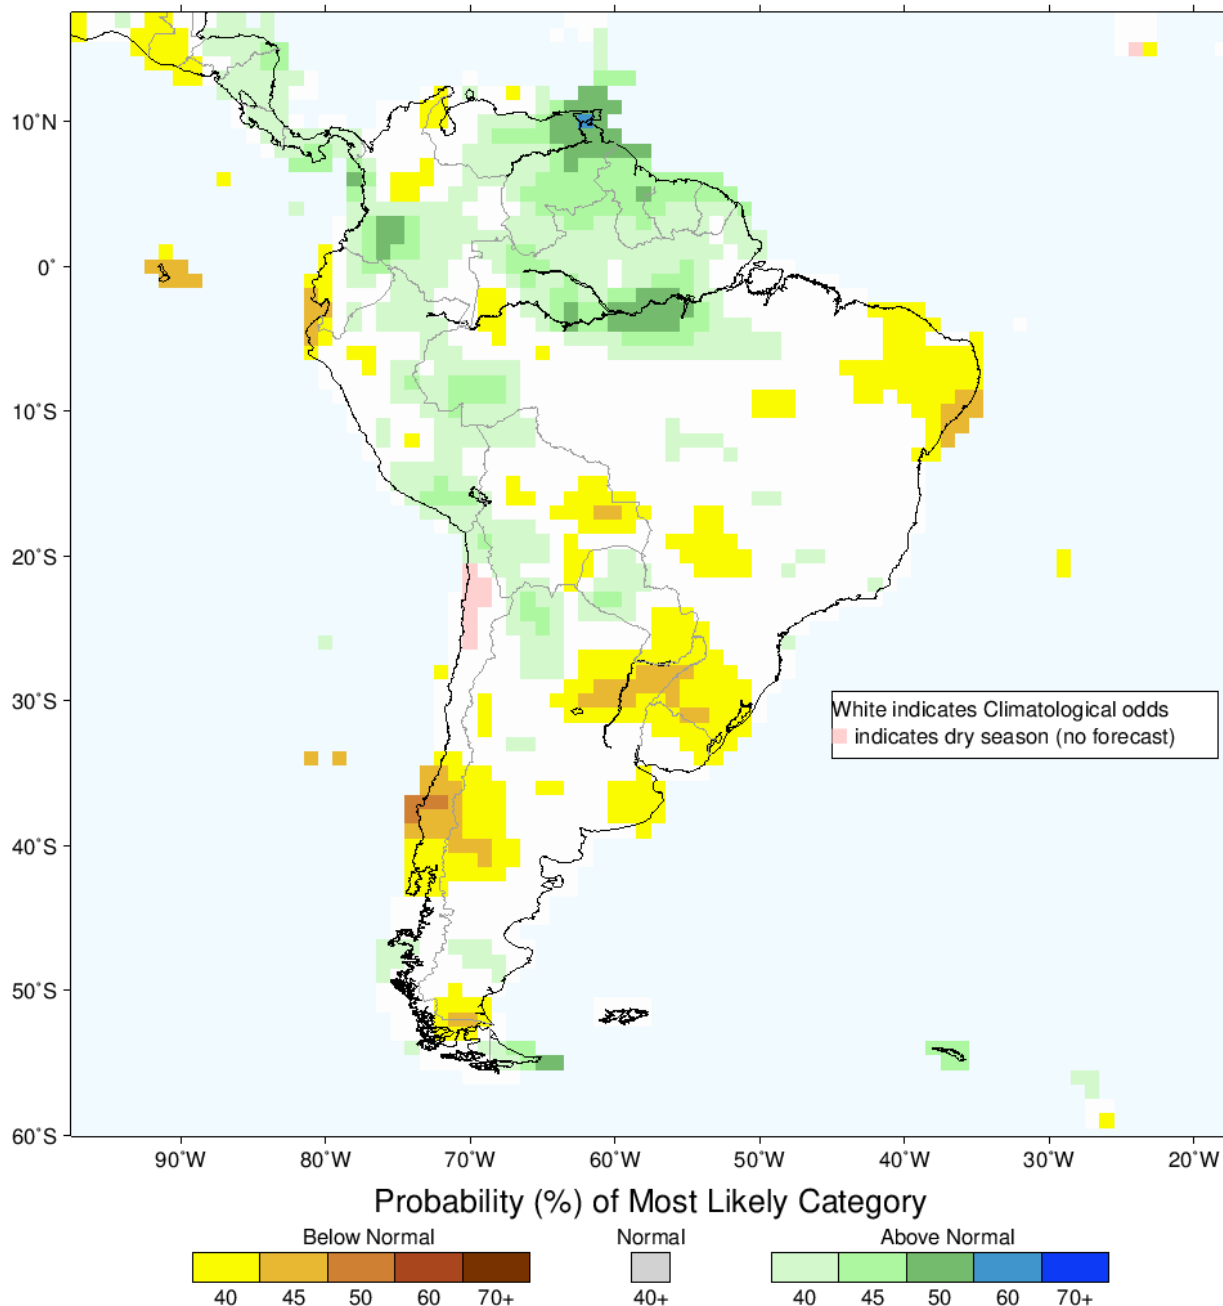 10˚N
0˚
10˚S
20˚S
30˚S
40˚S
50˚S
60˚S
White indicates Climatological odds
indicates dry season (no forecast)
90˚W 80˚W 70˚W 60˚W 50˚W 40˚W 30˚W 20˚W
Probability (%) of Most Likely Category
Below Normal Normal Above Normal
40 45 50 60 70+ 40+ 40 45 50 60 70+